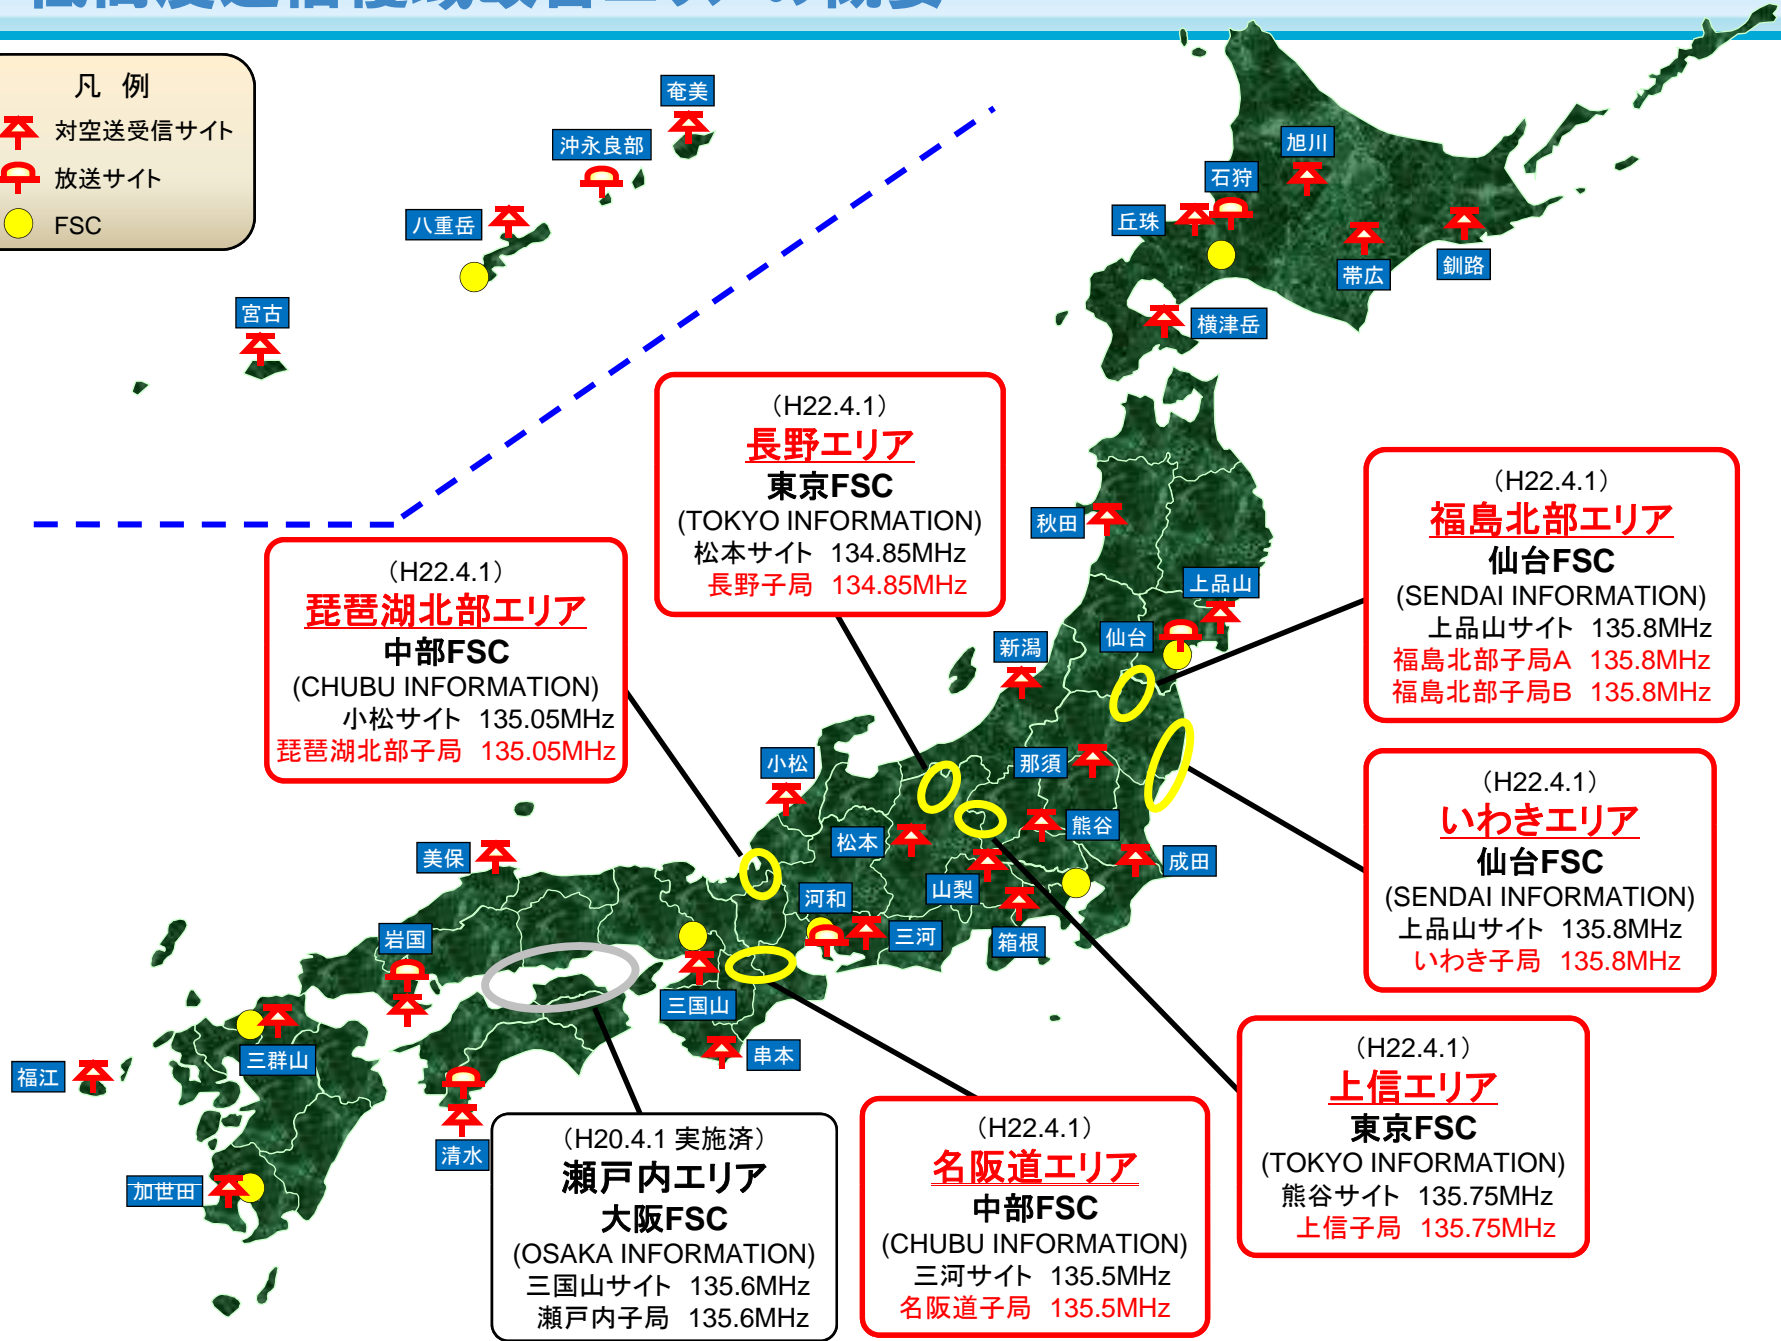 低高度通信覆域改善エリアの概要
凡 例
対空送受信サイト
放送サイト
FSC
奄美
沖永良部
八重岳
宮古
旭川
石狩
丘珠
帯広
釧路
横津岳
(H22.4.1)
長野エリア
東京FSC
(TOKYO INFORMATION)
松本サイト 134.85MHz
長野子局 134.85MHz
(H22.4.1)
福島北部エリア
仙台FSC
(SENDAI INFORMATION)
上品山サイト 135.8MHz
福島北部子局A 135.8MHz
福島北部子局B 135.8MHz
(H22.4.1)
琵琶湖北部エリア
中部FSC
(CHUBU INFORMATION)
小松サイト 135.05MHz
琵琶湖北部子局 135.05MHz
秋田
上品山
仙台
新潟
小松
那須
松本
熊谷
成田
山梨
箱根
美保
河和
三河
岩国
三国山
串本
三群山
福江
清水
加世田
(H22.4.1)
いわきエリア
仙台FSC
(SENDAI INFORMATION)
上品山サイト 135.8MHz
いわき子局 135.8MHz
(H22.4.1)
上信エリア
東京FSC
(TOKYO INFORMATION)
熊谷サイト 135.75MHz
上信子局 135.75MHz
(H20.4.1 実施済)
瀬戸内エリア
大阪FSC
(OSAKA INFORMATION)
三国山サイト 135.6MHz
瀬戸内子局 135.6MHz
(H22.4.1)
名阪道エリア
中部FSC
(CHUBU INFORMATION)
三河サイト 135.5MHz
名阪道子局 135.5MHz